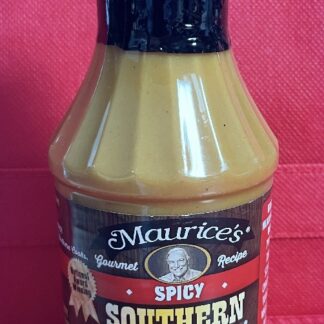 Maurice's
Gourmet Recipe
• SPICY •
SOUTHERN